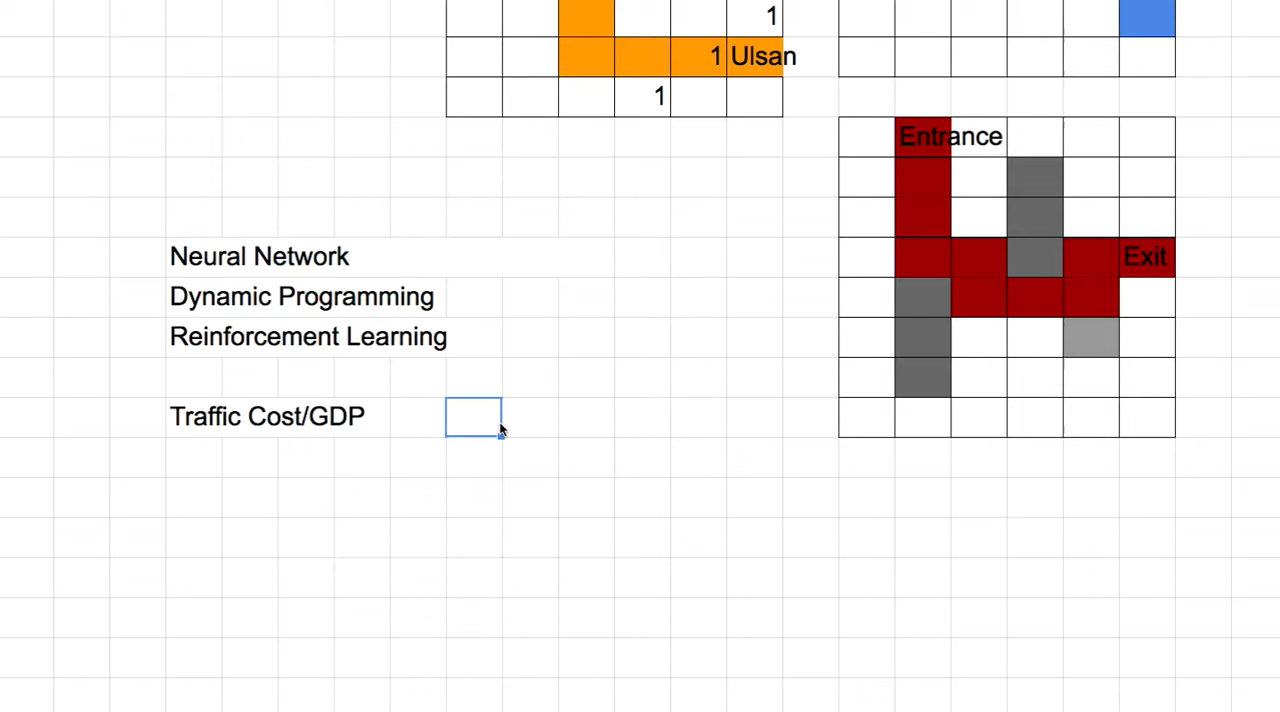 1
1 Ulsan
1
Entrance
Neural Network
Exit
Dynamic Programming
Reinforcement Learning
Traffic Cost/GDP